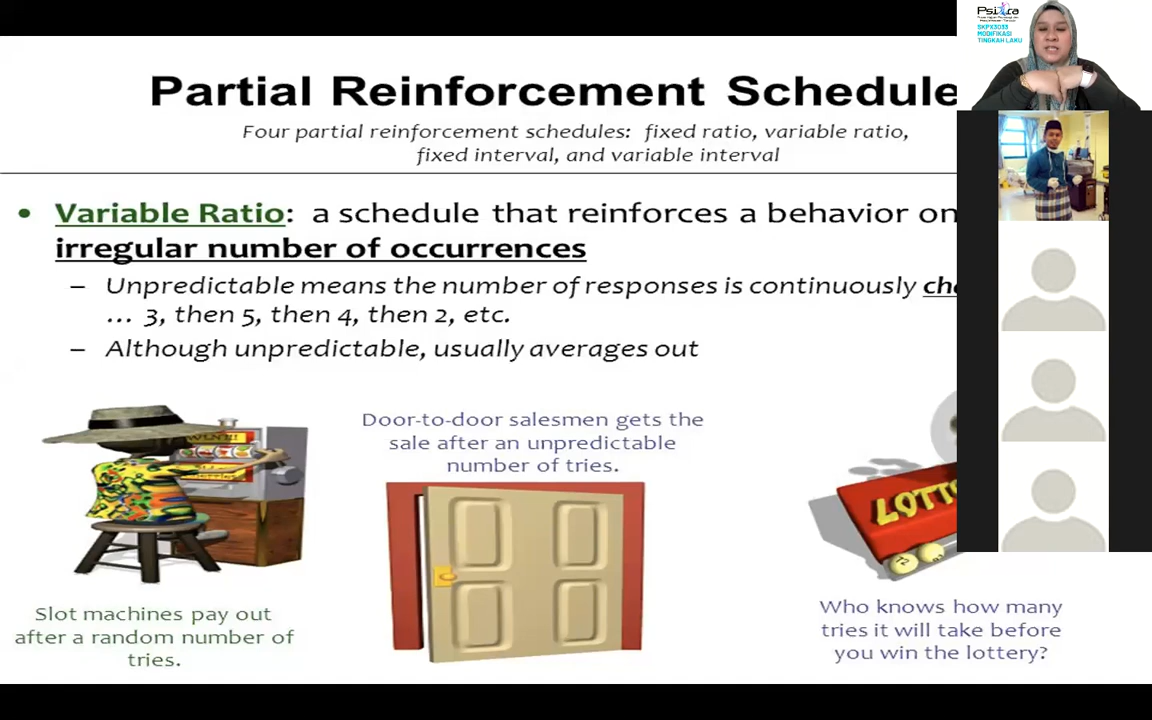 Partial Reinforcement Schedule
Four partial reinforcement schedules: fixed ratio, variable ratio,
fixed interval, and variable interval
• Variable Ratio: a schedule that reinforces a behavior on
irregular number of occurrences
– Unpredictable means the number of responses is continuously
… 3, then 5, then 4, then 2, etc.
– Although unpredictable, usually averages out
Door-to-door salesmen gets the
sale after an unpredictable
number of tries.
Slot machines pay out
after a random number of
tries.
Who knows how many
tries it will take before
you win the lottery?
SKPX3033
MODIFIKASI
TINGKAH LAKU